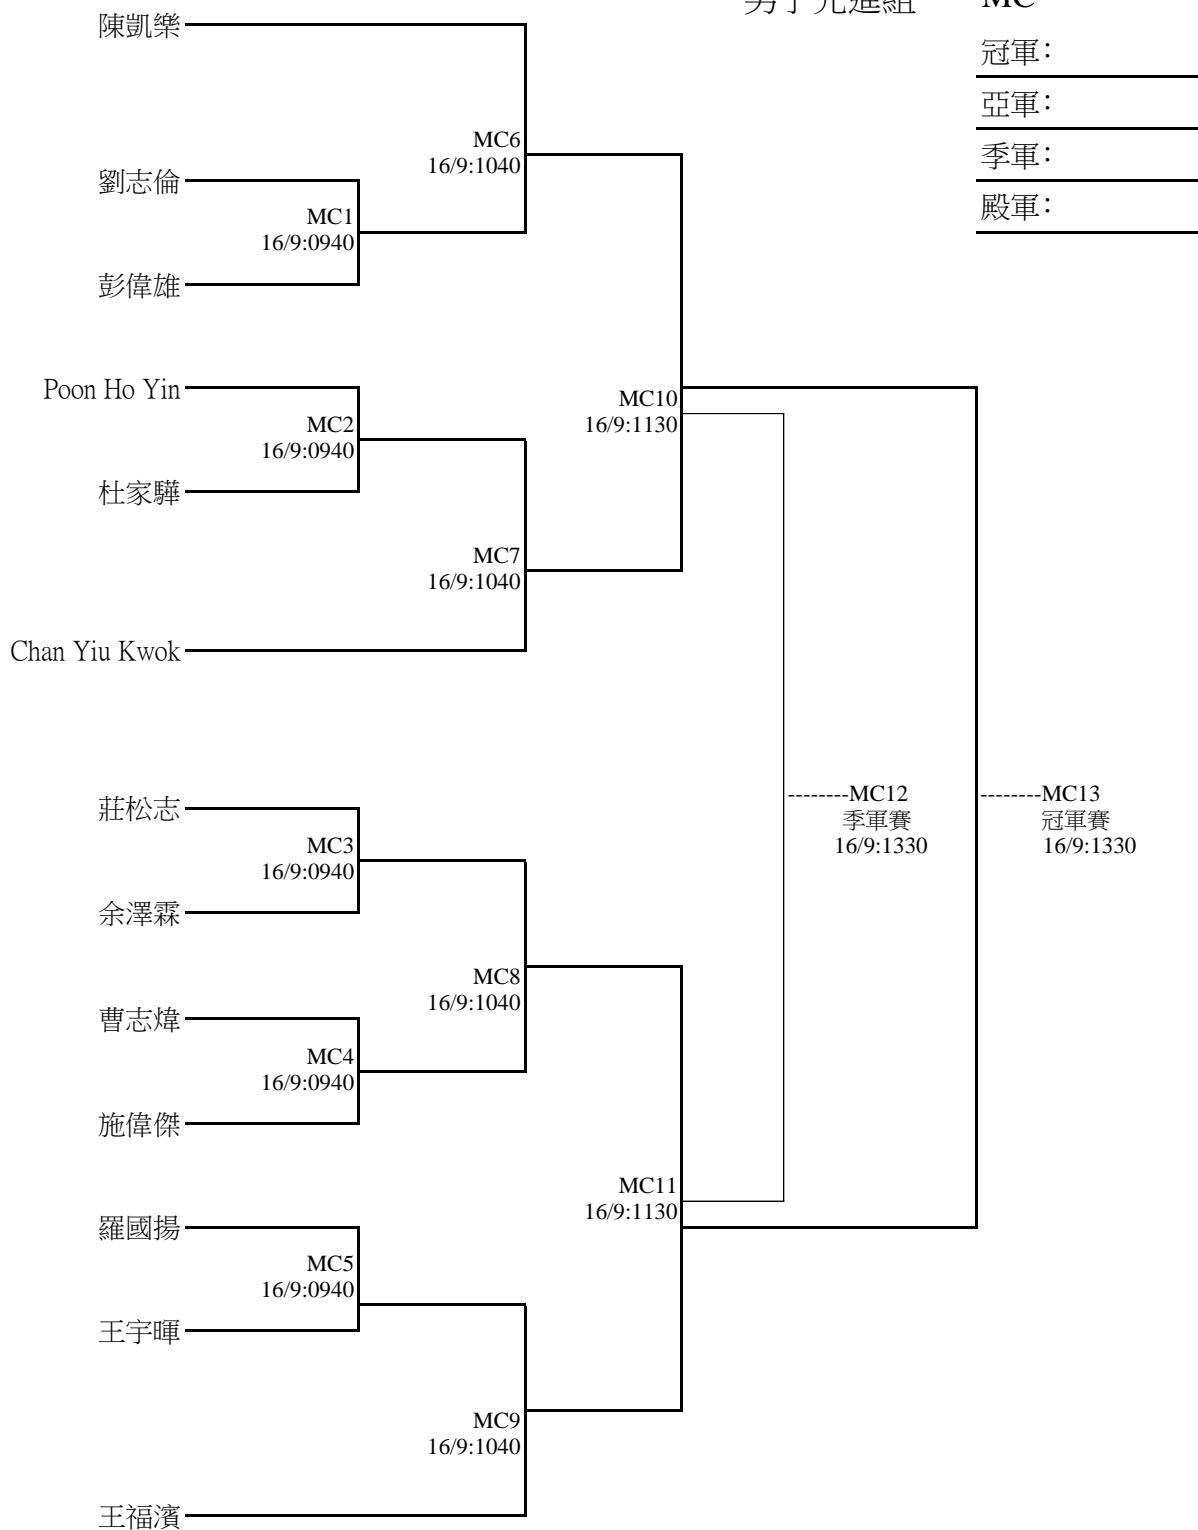 男子先進組 MC
冠軍：
亞軍：
季軍：
殿軍：
陳凱樂
MC6
16/9:1040
劉志倫
MC1
16/9:0940
彭偉雄
Poon Ho Yin
MC2
16/9:0940
MC10
16/9:1130
杜家驊
MC7
16/9:1040
Chan Yiu Kwok
莊松志
--------MC12
季軍賽
16/9:1330
--------MC13
冠軍賽
16/9:1330
MC3
16/9:0940
余澤霖
MC8
16/9:1040
曹志煒
MC4
16/9:0940
施偉傑
MC11
16/9:1130
羅國揚
MC5
16/9:0940
王宇暉
MC9
16/9:1040
王福濱